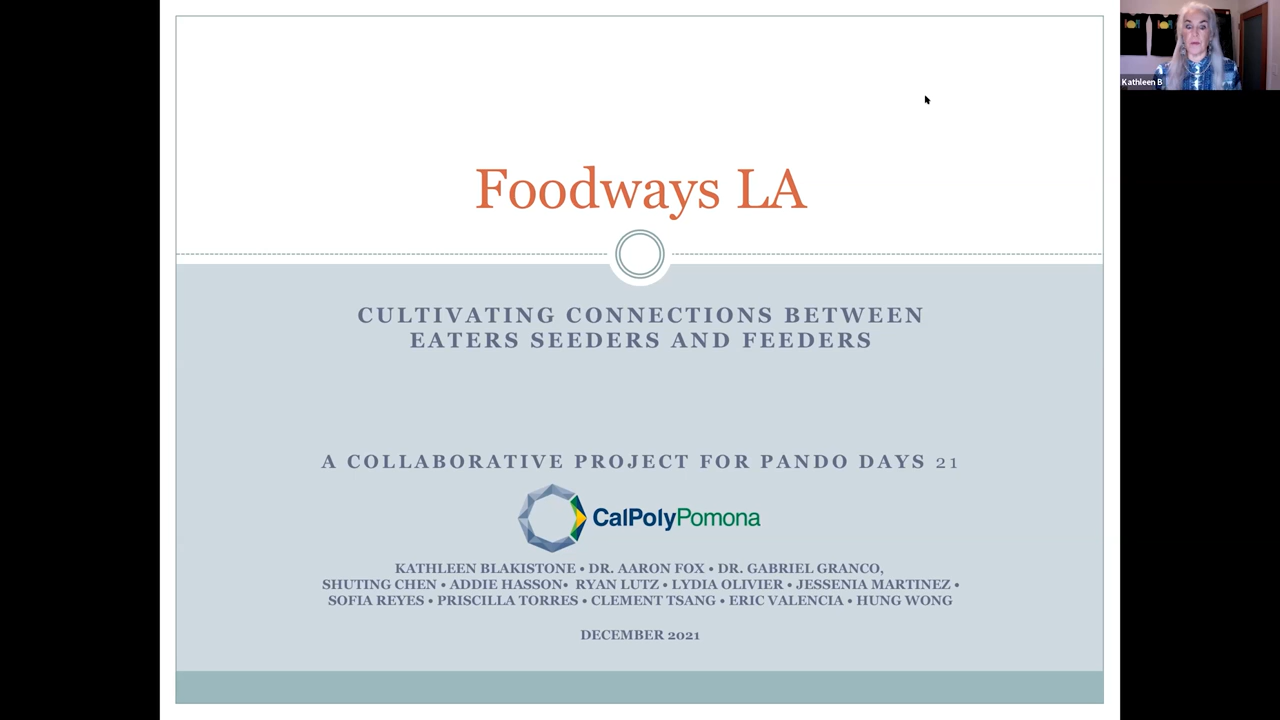 Kathleen B
Foodways LA
CULTIVATING CONNECTIONS BETWEEN
EATERS SEEDERS AND FEEDERS
A COLLABORATIVE PROJECT FOR PANDO DAYS 21
CalPolyPomona
KATHLEEN BLAKISTONE • DR. AARON FOX • DR. GABRIEL GRANCO,
SHUTING CHEN • ADDIE HASSON• RYAN LUTZ • LYDIA OLIVIER • JESSENIA MARTINEZ •
SOFIA REYES • PRISCILLA TORRES • CLEMENT TSANG • ERIC VALENCIA • HUNG WONG
DECEMBER 2021